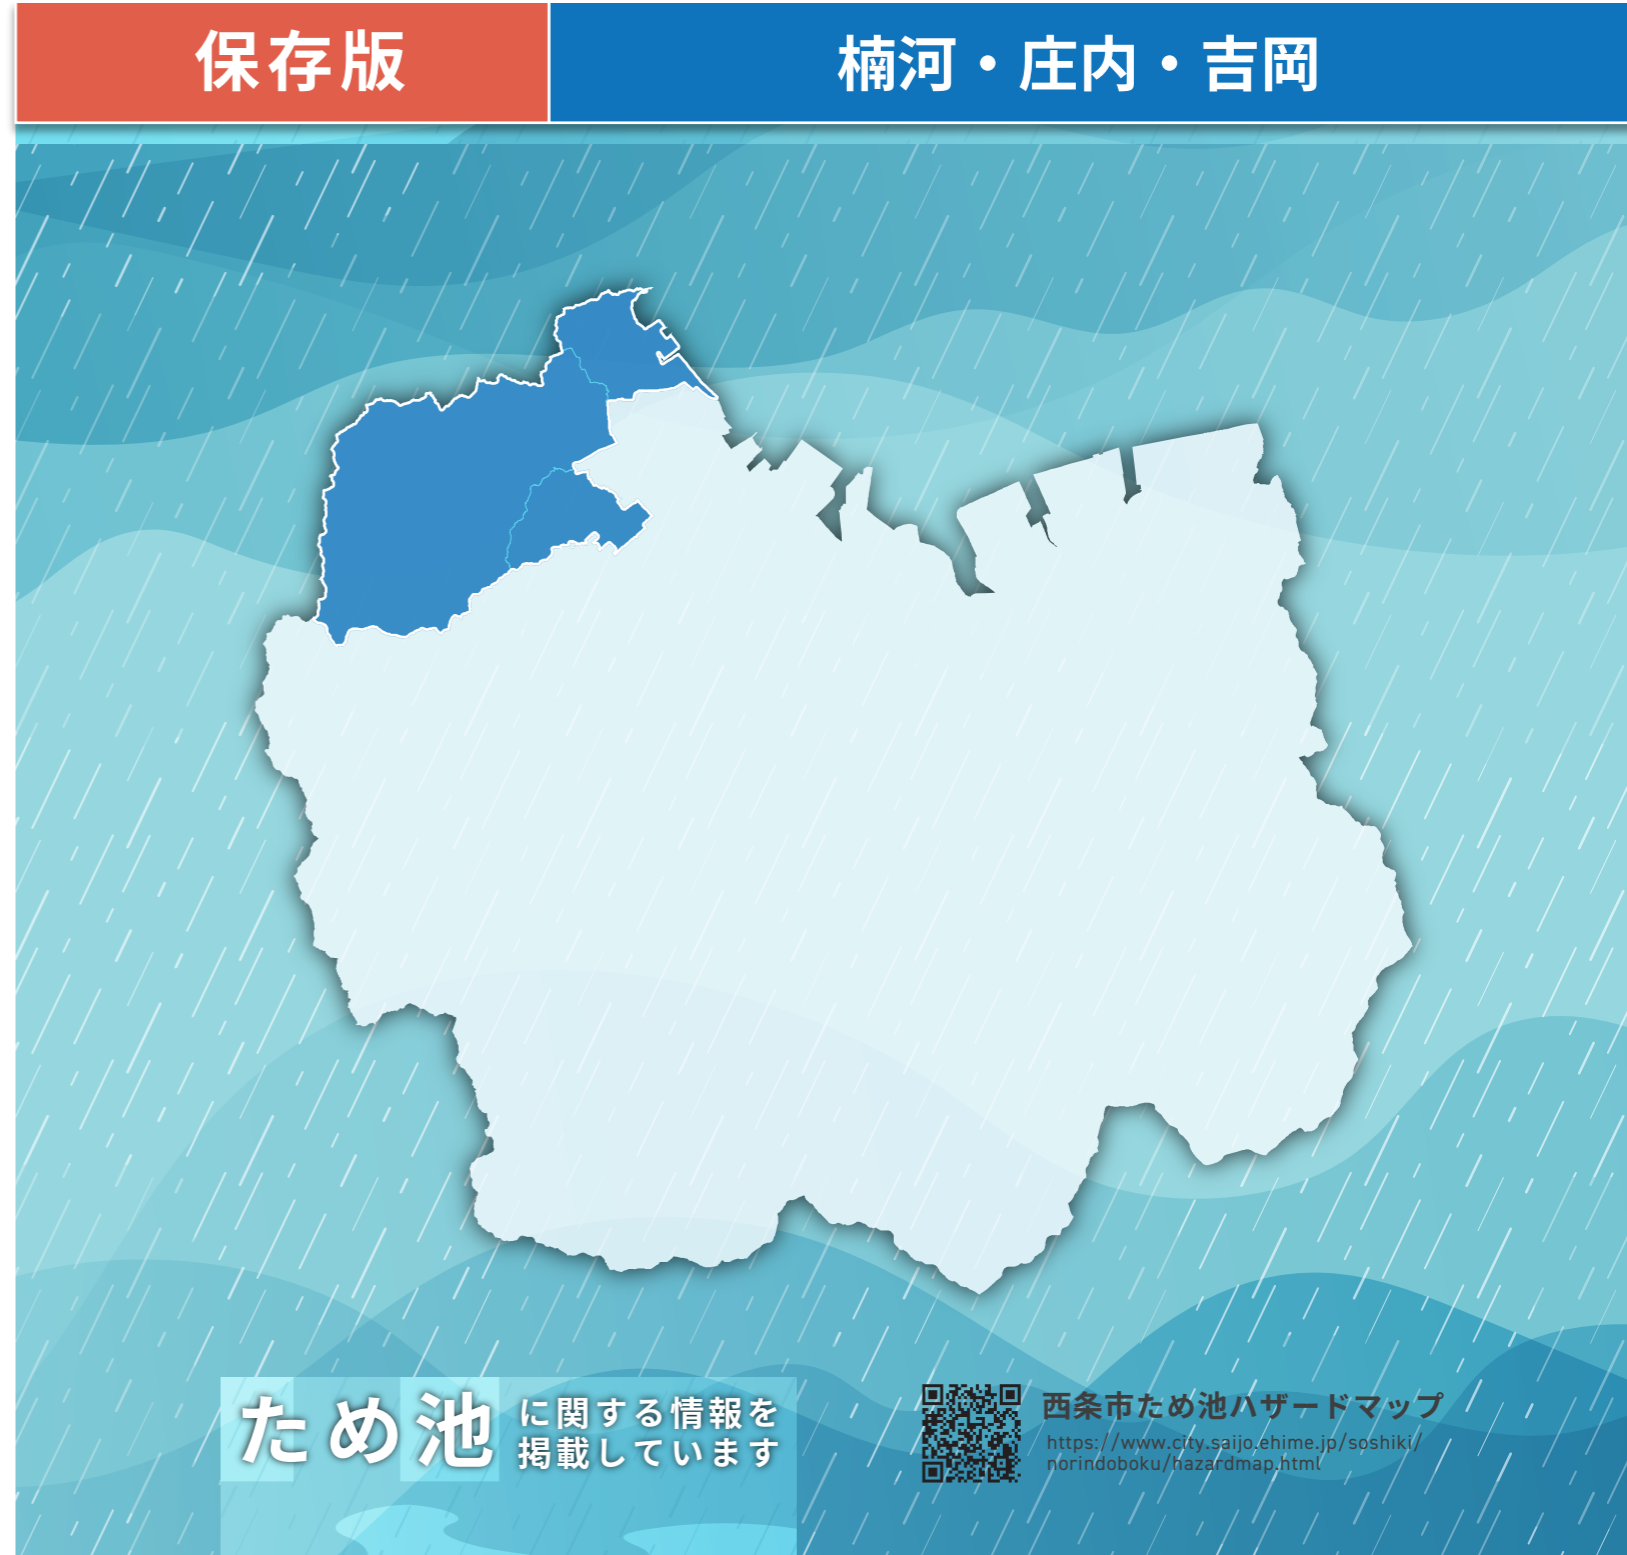 保存版
楠河・庄内・吉岡
ため池
に関する情報を
掲載しています
西条市ため池ハザードマップ
https://www.city.saijo.ehime.jp/soshiki/
norindoboku/hazardmap.html